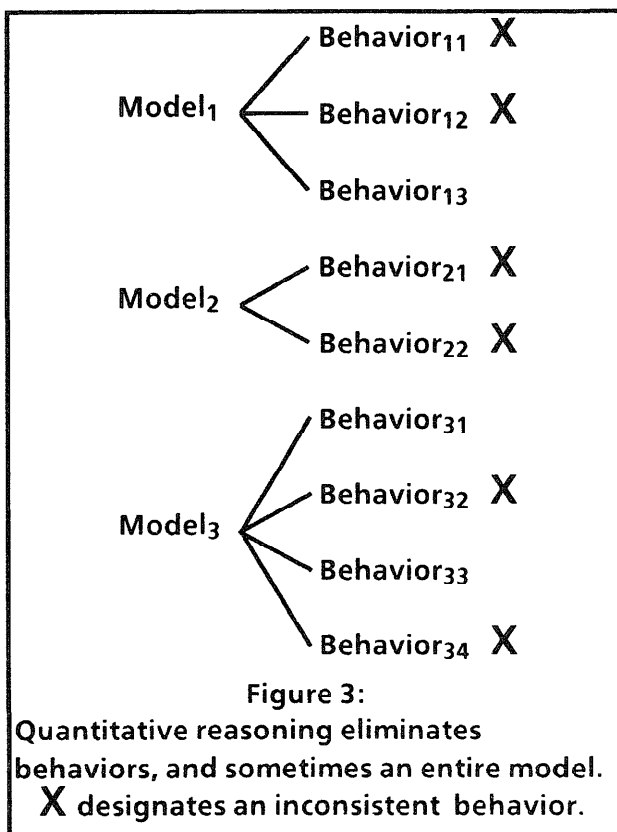 Behavior11 X
Model1 Behavior12 X
Behavior13
Behavior21 X
Model2
Behavior22 X
Behavior31
Behavior32 X
Model3
Behavior33
Behavior34 X
Figure 3:
Quantitative reasoning eliminates
behaviors, and sometimes an entire model.
X designates an inconsistent behavior.